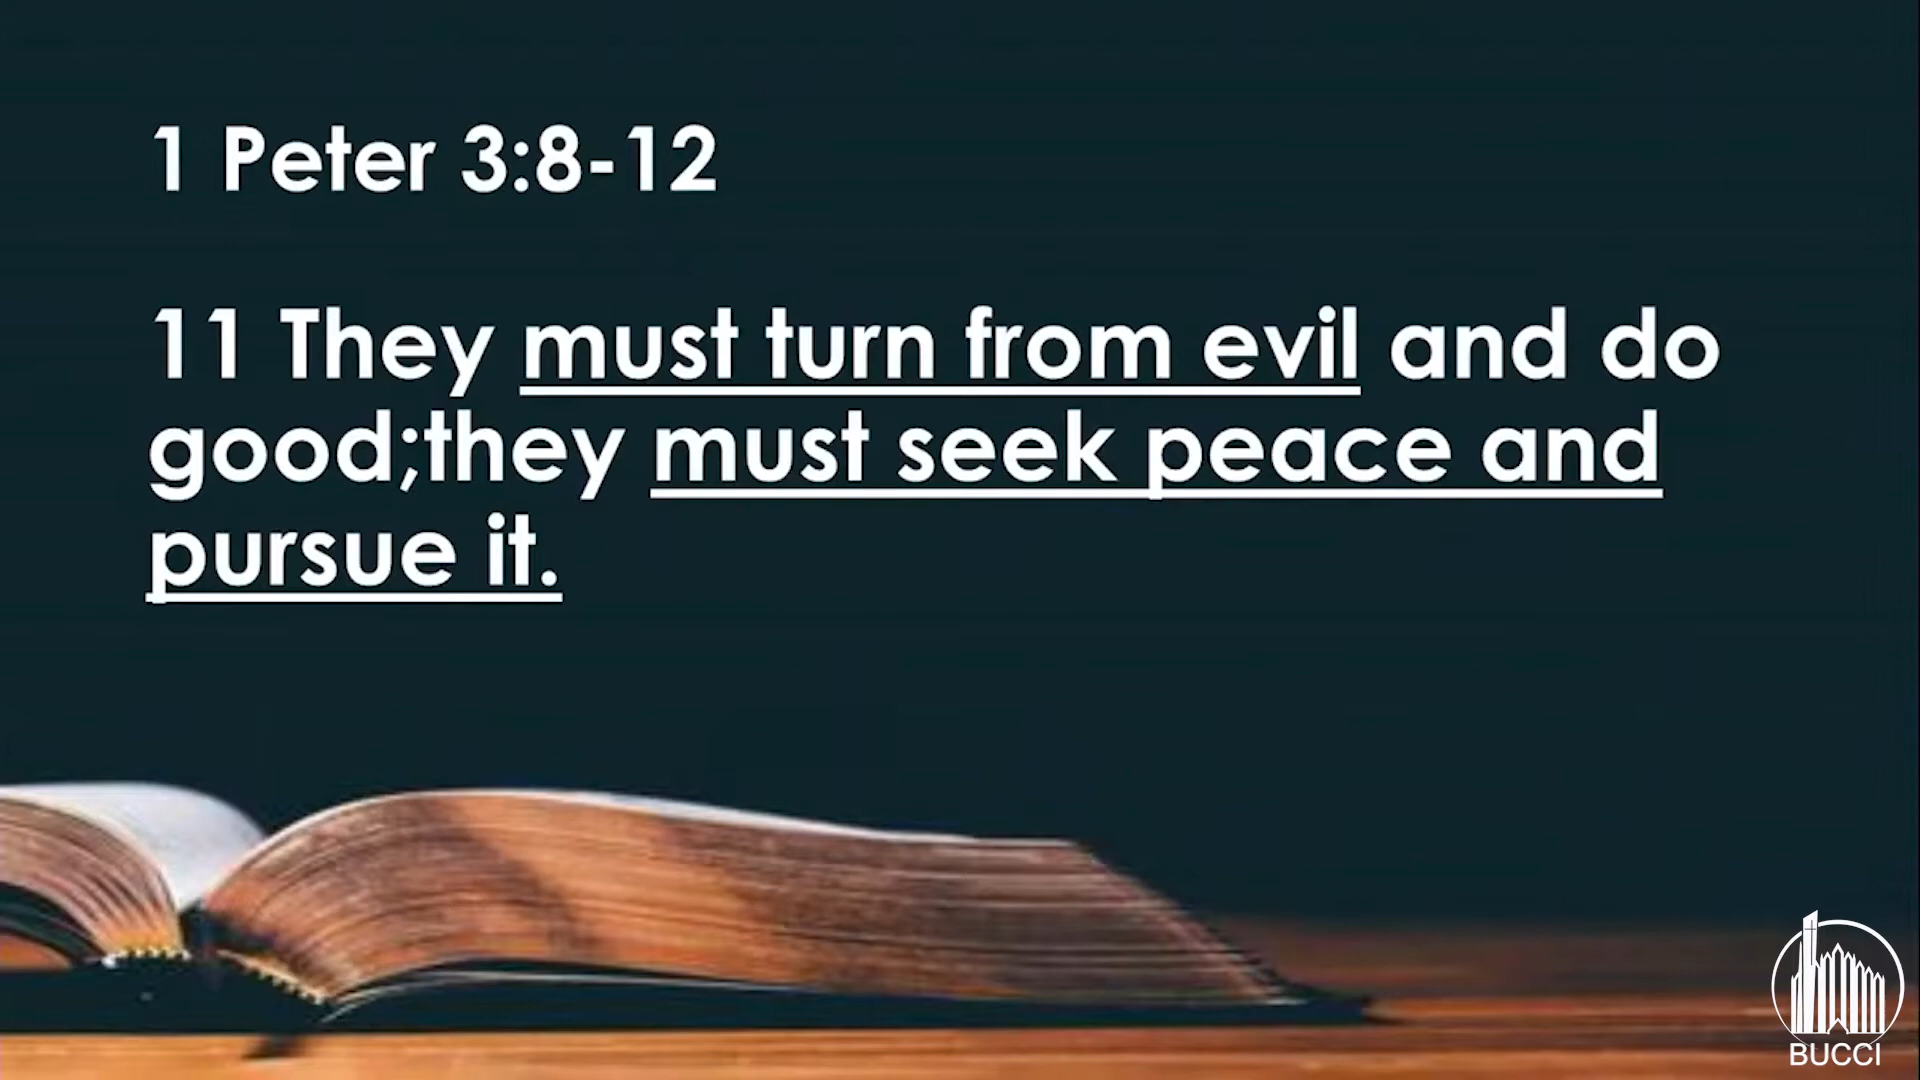 1 Peter 3:8-12
11 They must turn from evil and do
good;they must seek peace and
pursue it.
BUCCI